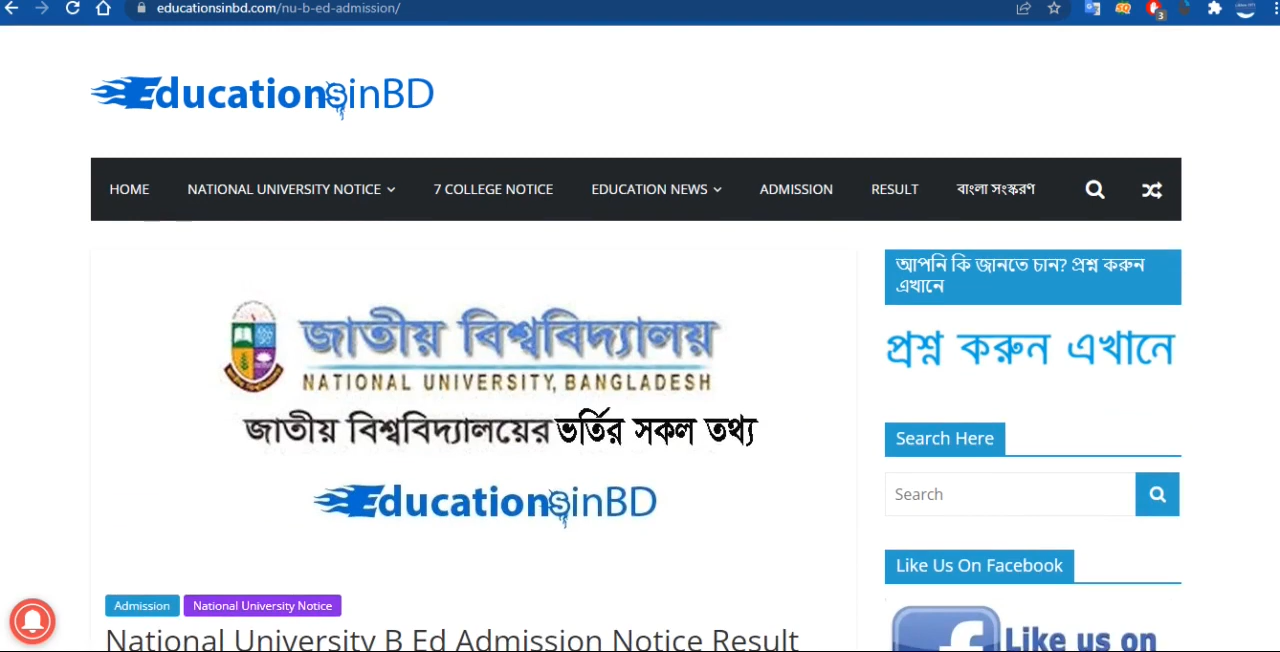 educationsinbd.com/nu-b-ed-admission/
EducationsinBD
HOME NATIONAL UNIVERSITY NOTICE 7 COLLEGE NOTICE EDUCATION NEWS ADMISSION RESULT বাংলা সংস্করণ
জাতীয় বিশ্ববিদ্যালয়
NATIONAL UNIVERSITY, BANGLADESH
জাতীয় বিশ্ববিদ্যালয়ের ভর্তির সকল তথ্য
EducationsinBD
Admission National University Notice
National University B Ed Admission Notice Result
আপনি কি জানতে চান? প্রশ্ন করুন
এখানে
প্রশ্ন করুন এখানে
Search Here
Search
Like Us On Facebook
f Like us on
3